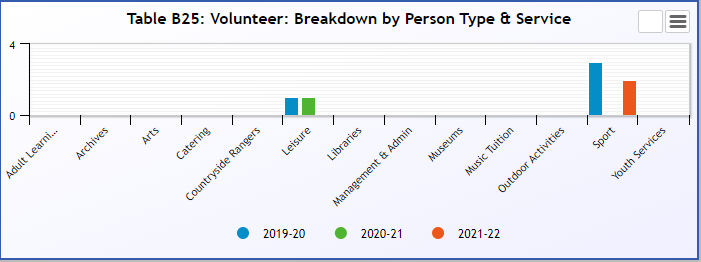 Table B25: Volunteer: Breakdown by Person Type & Service
4
0
Adult Learni...
Archives
Arts
Catering
Countryside Rangers
Leisure
Libraries
Management & Admin
Museums
Music Tuition
Outdoor Activities
Sport
Youth Services
2019-20 2020-21 2021-22